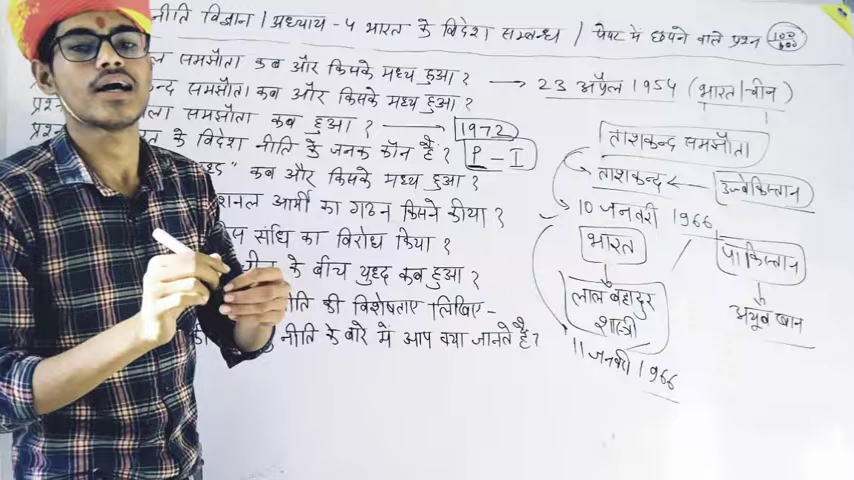 नीति विज्ञान | अध्याय - 4 भारत के विदेश सम्बन्ध | पेपर में छपने वाले प्रश्न
समझौता कब और किसके मध्य हुआ ? → 23 अप्रैल 1954 (भारत/चीन)
न्द समझौता कब और किसके मध्य हुआ ?
प्रश्न
ला समझौता कब हुआ ? → 1972
प्रश्न
के विदेश नीति के जनक कौन है ? P - I
कब और किसके मध्य हुआ ?
शनल आर्मी का गठन किसने कीया ?
संधि का विरोध किया ?
के बीच युध्द कब हुआ ?
नीति की विशेषताए लिखिए -
नीति के बारे में आप क्या जानते है ?
ताशकन्द समझौता
ताशकन्द ← उज्वेकिस्तान
10 जनवरी 1966
भारत
पाकिस्तान
लाल बहादुर
शास्त्री
अयूब खान
11 जनवरी 1966